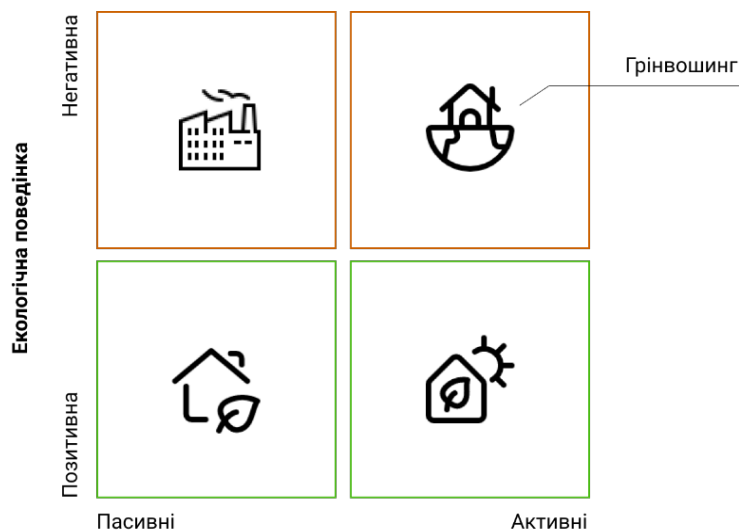 Негативна
Грінвошинг
Екологічна поведінка
Позитивна
Пасивні
Активні